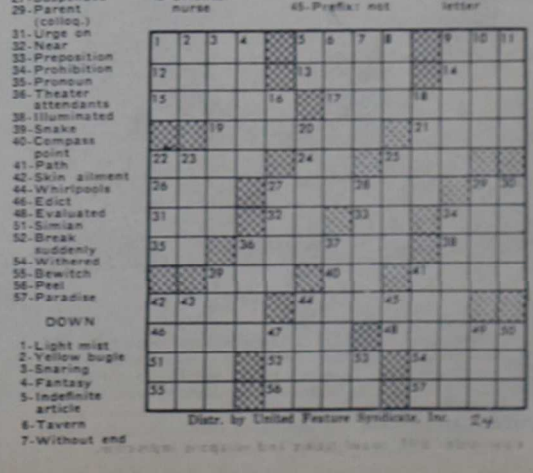 nurse
45-Prefix: not
letter
29-Parent
(colloq.)
31-Urge on
32-Near
33-Preposition
34-Prohibition
35-Pronoun
36-Theater
attendants
38-Illuminated
39-Snake
40-Compass
point
41-Path
42-Skin ailment
44-Whirlpools
46-Edict
48-Evaluated
51-Simian
52-Break
suddenly
54-Withered
55-Bewitch
56-Peel
57-Paradise
DOWN
1-Light mist
2-Yellow bugle
3-Snaring
4-Fantasy
5-Indefinite
article
6-Tavern
7-Without end
1 2 3 4 5 6 7 8 9 10 11
12 13 14
15 16 17 18
19 20 21
22 23 24 25
26 27 28 29 30
31 32 33 34
35 36 37 38
39 40 41
42 43 44 45
46 47 48 49 50
51 52 53 54
55 56 57
Distr. by United Feature Syndicate, Inc.